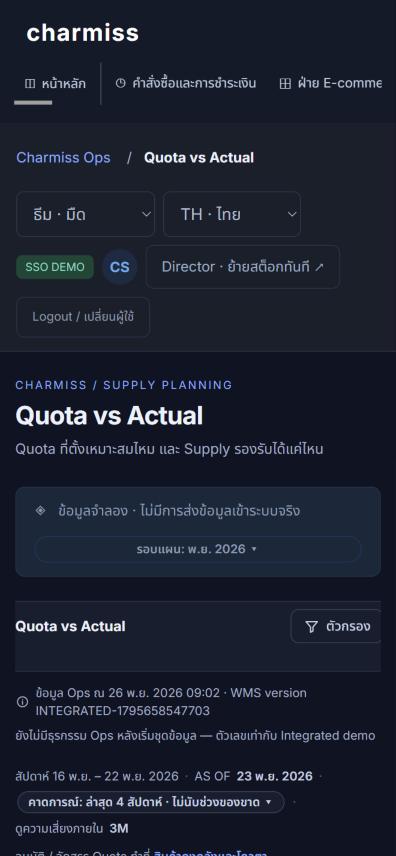 charmiss
หน้าหลัก คำสั่งซื้อและการชำระเงิน ฝ่าย E-comme
Charmiss Ops / Quota vs Actual
ธีม · มืด TH · ไทย
SSO DEMO CS Director · ย้ายสต็อกทันที ↗
Logout / เปลี่ยนผู้ใช้
CHARMISS / SUPPLY PLANNING
Quota vs Actual
Quota ที่ตั้งเหมาะสมไหม และ Supply รองรับได้แค่ไหน
◈ ข้อมูลจำลอง · ไม่มีการส่งข้อมูลเข้าระบบจริง
รอบแผน: พ.ย. 2026 ▾
Quota vs Actual ตัวกรอง
ข้อมูล Ops ณ 26 พ.ย. 2026 09:02 · WMS version
INTEGRATED-1795658547703
ยังไม่มีธุรกรรม Ops หลังเริ่มชุดข้อมูล — ตัวเลขเท่ากับ Integrated demo
สัปดาห์ 16 พ.ย. – 22 พ.ย. 2026 · AS OF 23 พ.ย. 2026 ·
คาดการณ์: ล่าสุด 4 สัปดาห์ · ไม่นับช่วงของขาด ▾ ·
ดูความเสี่ยงภายใน 3M